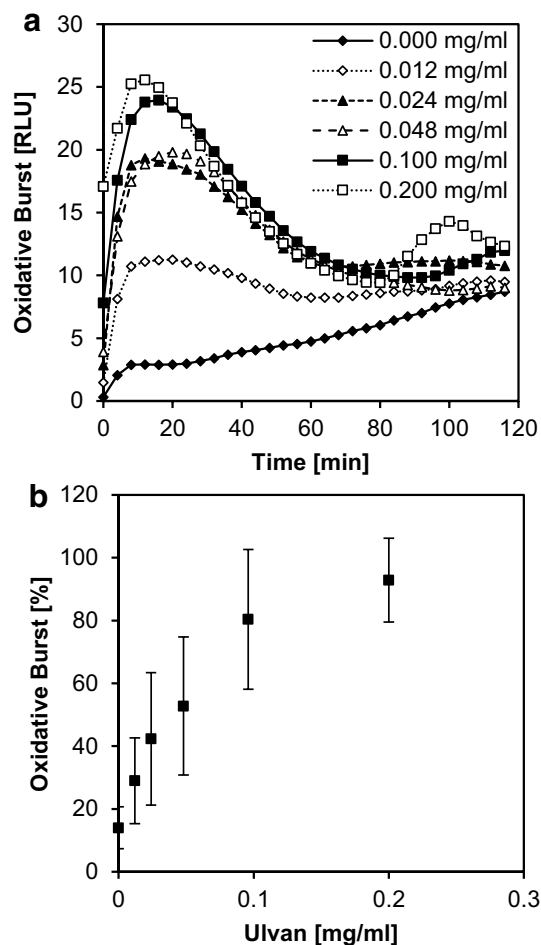 a
30
25
20
15
10
5
0
Oxidative Burst [RLU]
0.000 mg/ml
0.012 mg/ml
0.024 mg/ml
0.048 mg/ml
0.100 mg/ml
0.200 mg/ml
0 20 40 60 80 100 120
Time [min]
b
120
100
80
60
40
20
0
Oxidative Burst [%]
0 0.1 0.2 0.3
Ulvan [mg/ml]